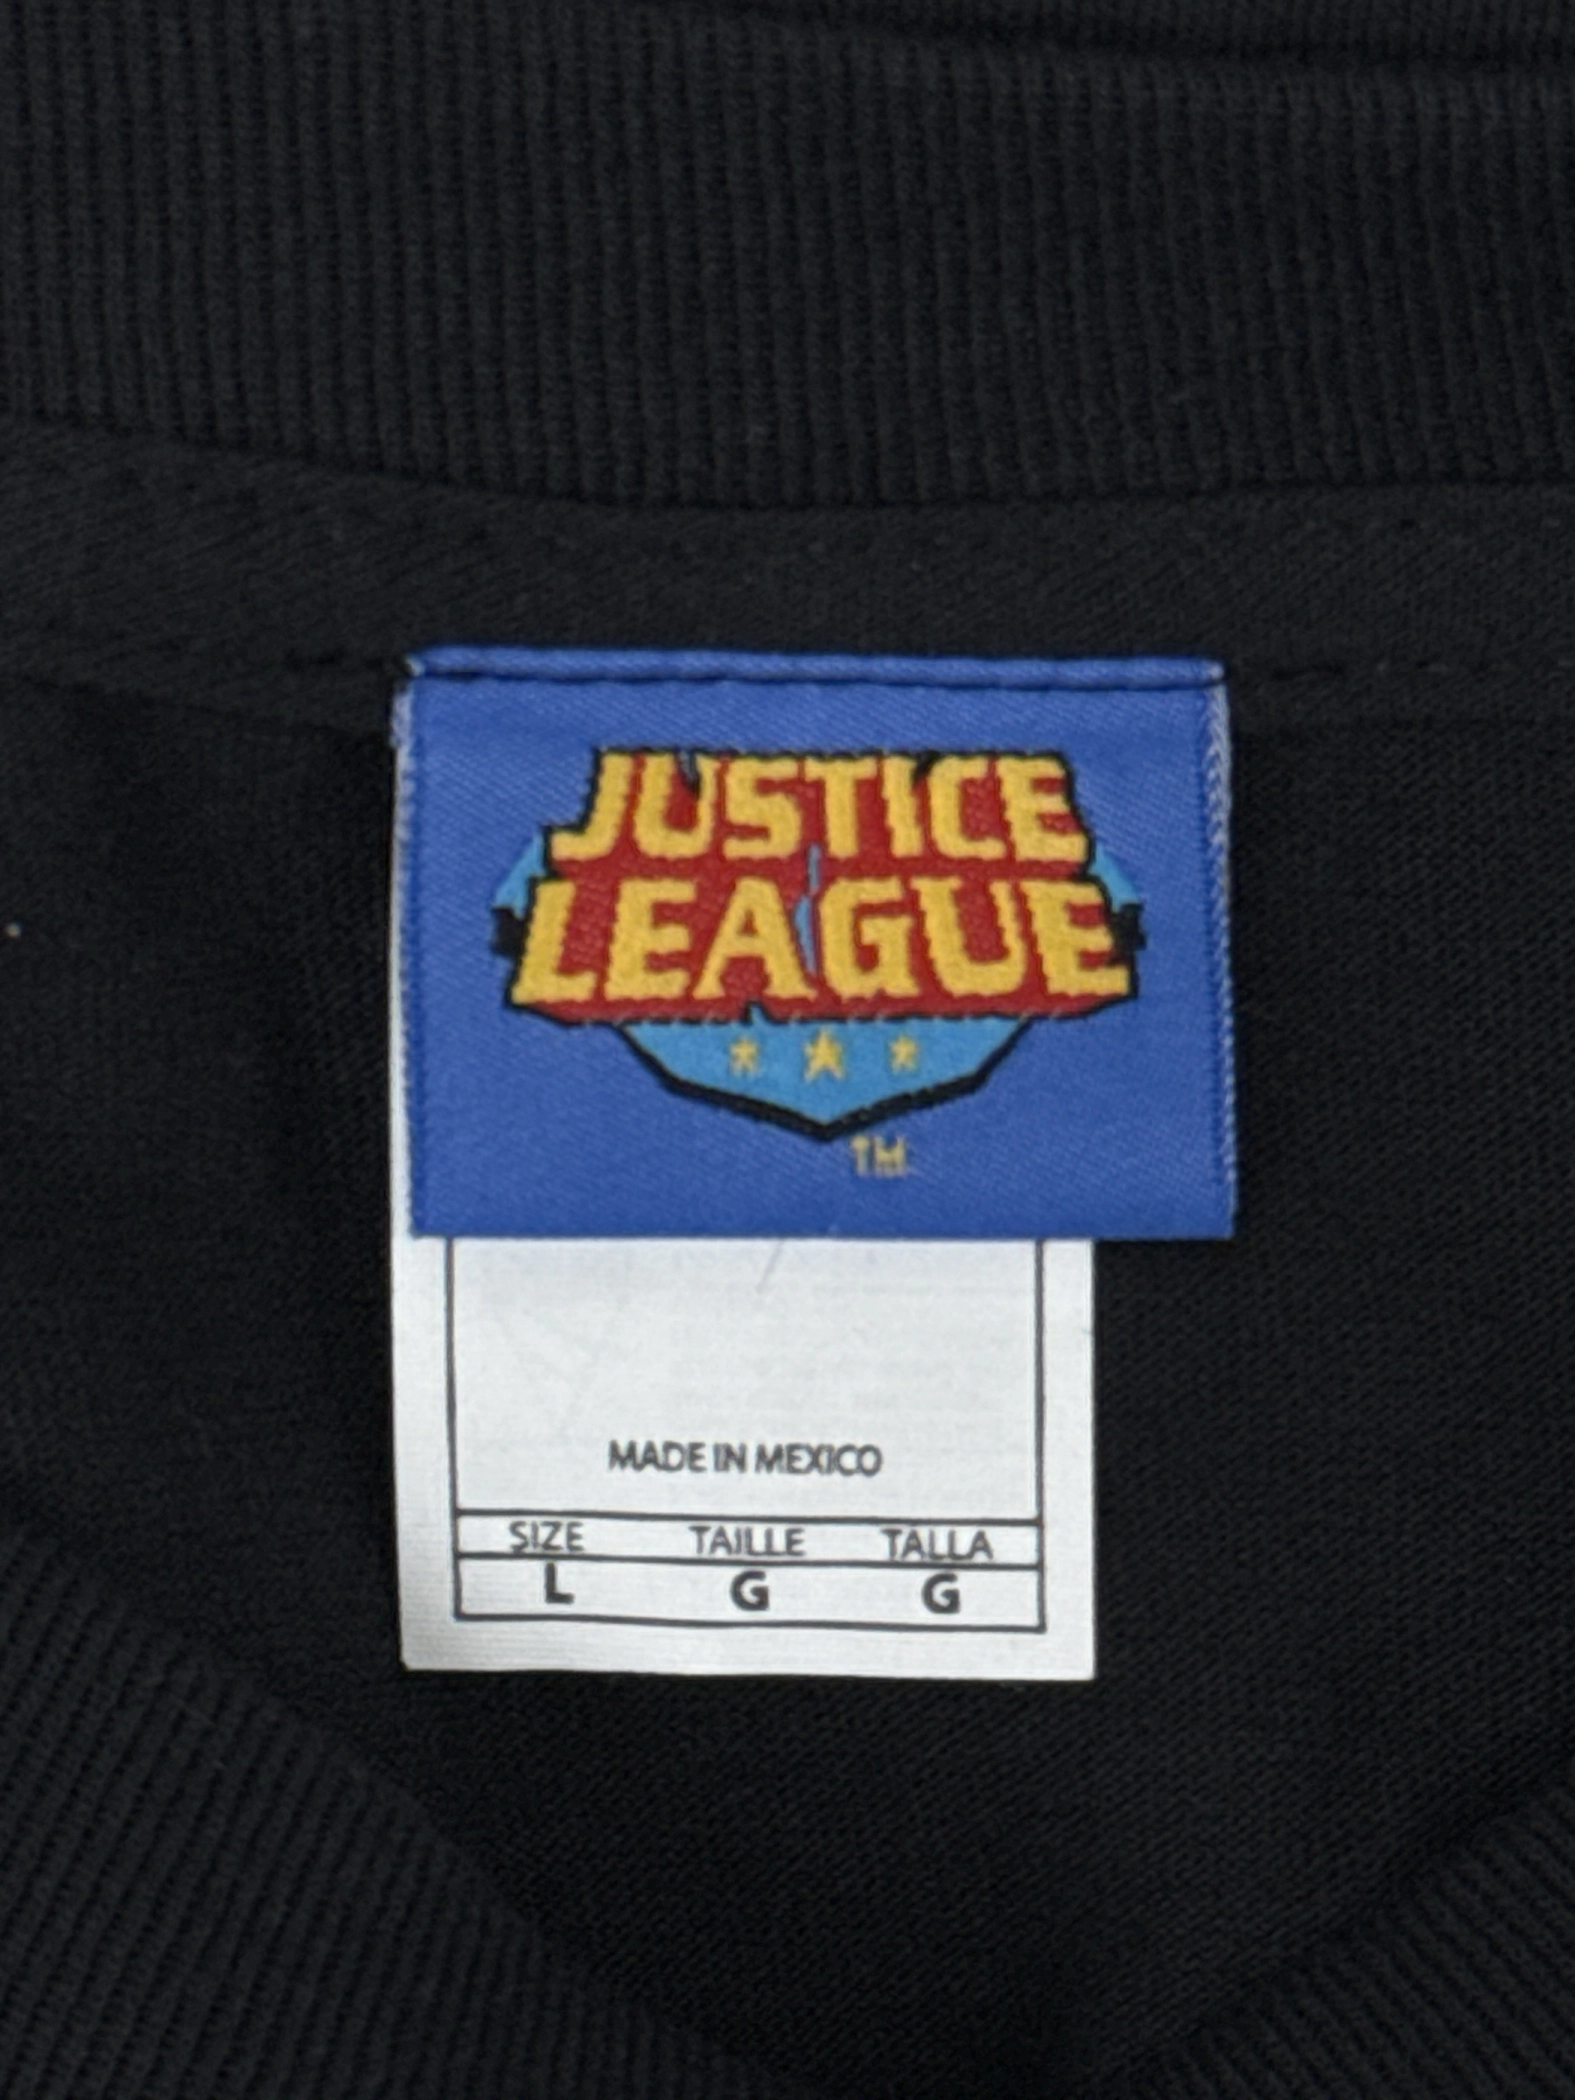 JUSTICE
LEAGUE
TM
MADE IN MEXICO
SIZE TAILLE TALLA
L G G